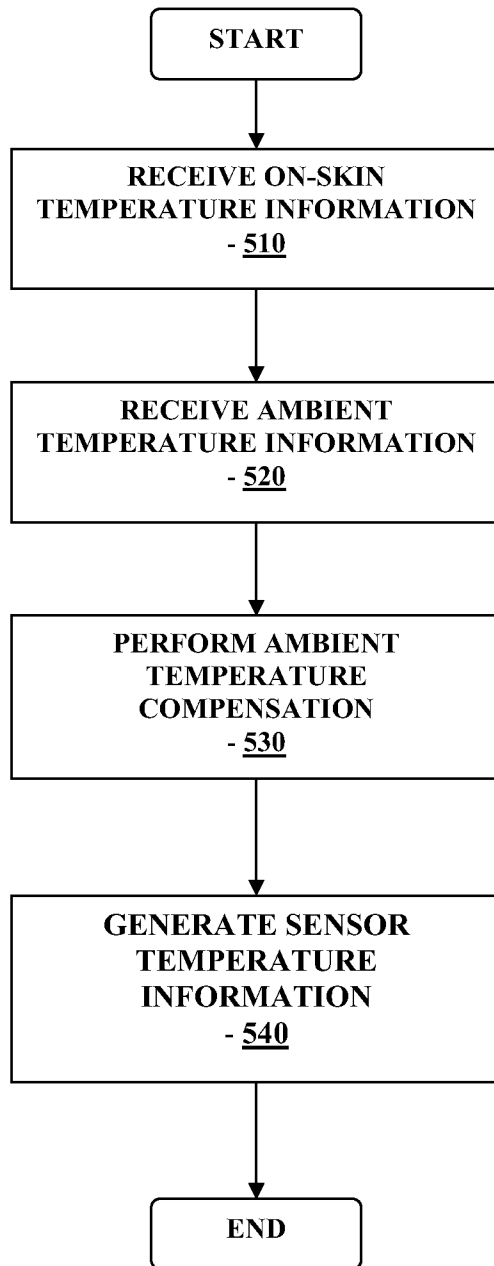 START
RECEIVE ON-SKIN
TEMPERATURE INFORMATION
- 510
RECEIVE AMBIENT
TEMPERATURE INFORMATION
- 520
PERFORM AMBIENT
TEMPERATURE
COMPENSATION
- 530
GENERATE SENSOR
TEMPERATURE
INFORMATION
- 540
END